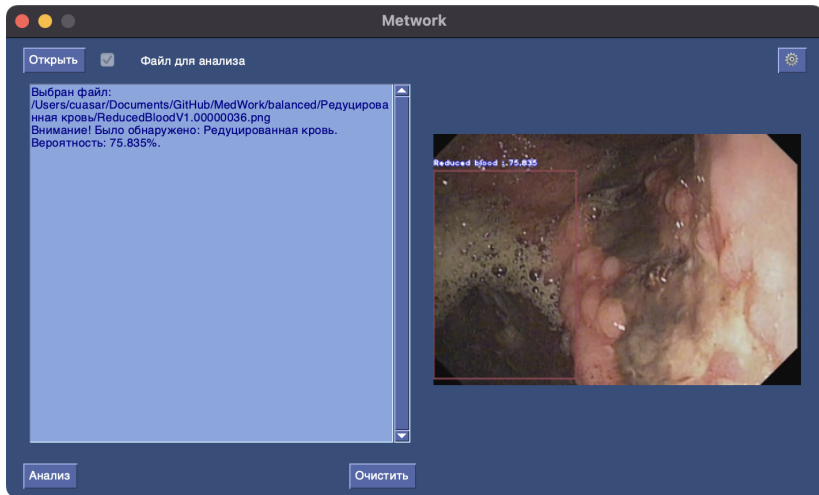 Metwork
Открыть
Файл для анализа
Выбран файл:
/Users/cuasar/Documents/GitHub/MedWork/balanced/Редуцирова
нная кровь/ReducedBloodV1.00000036.png
Внимание! Было обнаружено: Редуцированная кровь.
Вероятность: 75.835%.
Reduced blood : 75.835
Анализ
Очистить